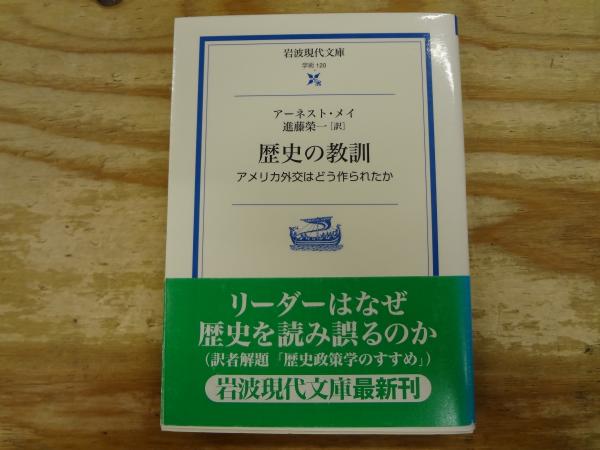 岩波現代文庫
学術 120
アーネスト・メイ
進藤榮一 [訳]
歴史の教訓
アメリカ外交はどう作られたか
リーダーはなぜ
歴史を読み誤るのか
(訳者解題「歴史政策学のすすめ」)
岩波現代文庫最新刊